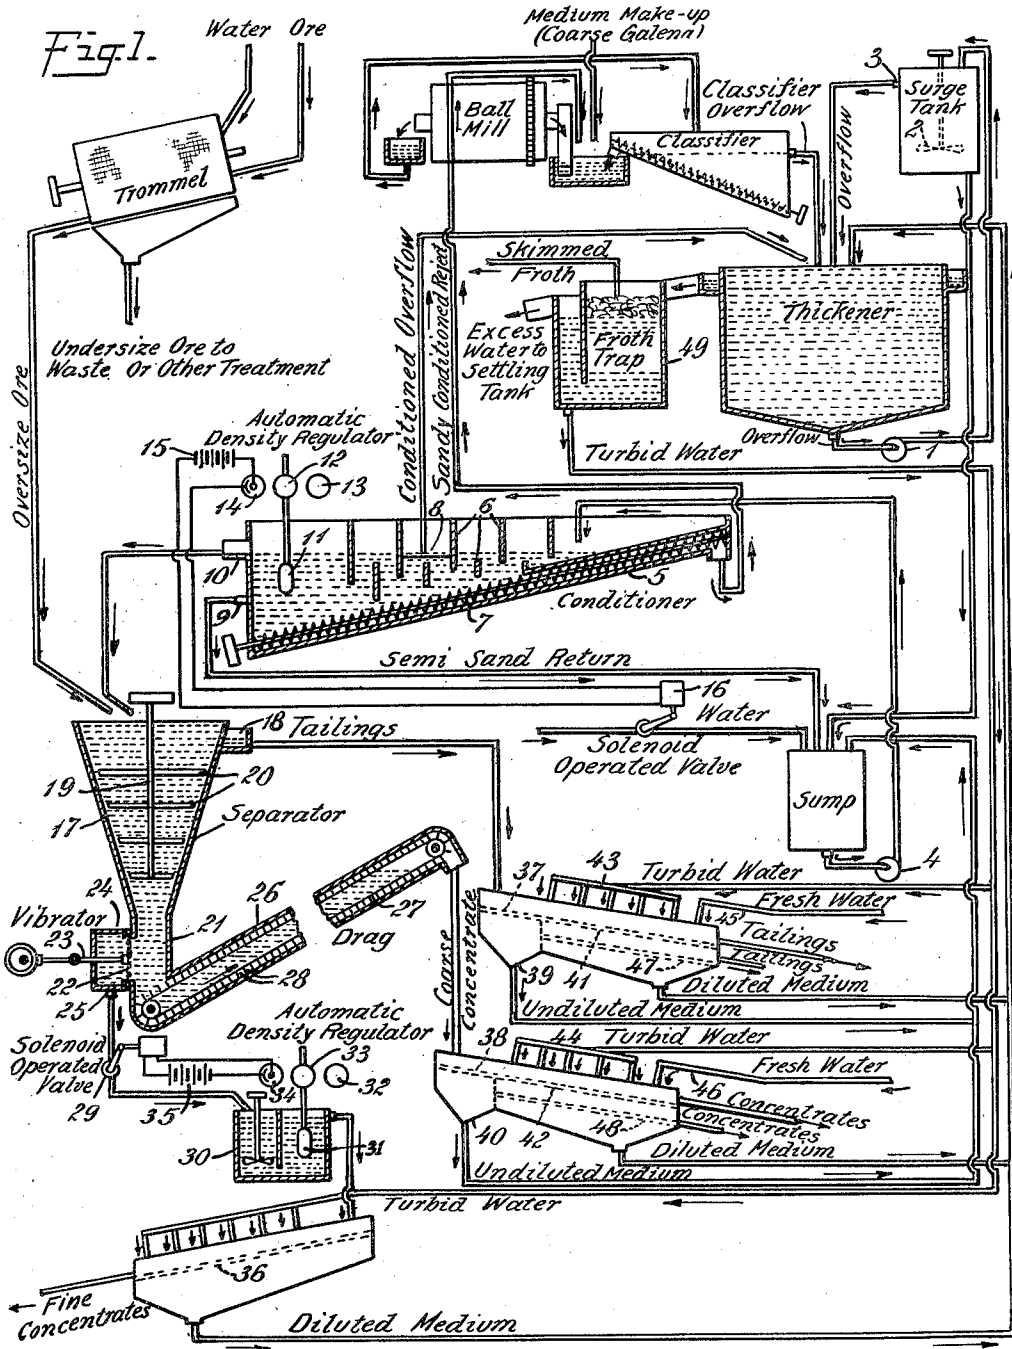 Fig.1.
Water Ore
Medium Make-up
(Coarse Galena)
Trommel
Ball
Mill
Classifier
Classifier
Overflow
3
Surge
Tank
2
Overflow
Skimmed
Froth
Thickener
Froth
Trap
49
Excess
Water to
Settling
Tank
Overflow
1
Turbid Water
Undersize Ore to
Waste Or Other Treatment
Oversize Ore
Conditioned Overflow
Sandy Conditioned Reject
Automatic
Density Regulator
15
14
12
13
8
6
10
11
9
7
5
Conditioner
Semi Sand Return
16
Water
Solenoid
Operated Valve
Sump
4
18 Tailings
19
20
17
Separator
24
Vibrator
23
21
26
27
Drag
22
25
28
Coarse
Concentrate
37
43
Turbid Water
Fresh Water
45
Tailings
Tailings
39
41
47
Diluted Medium
Undiluted Medium
Automatic
Density Regulator
Solenoid
Operated
Valve
29
35
34
33
32
30
31
38
44
Turbid Water
Fresh Water
46
Concentrates
Concentrates
40
42
48
Diluted Medium
Undiluted Medium
Turbid Water
36
Fine
Concentrates
Diluted Medium